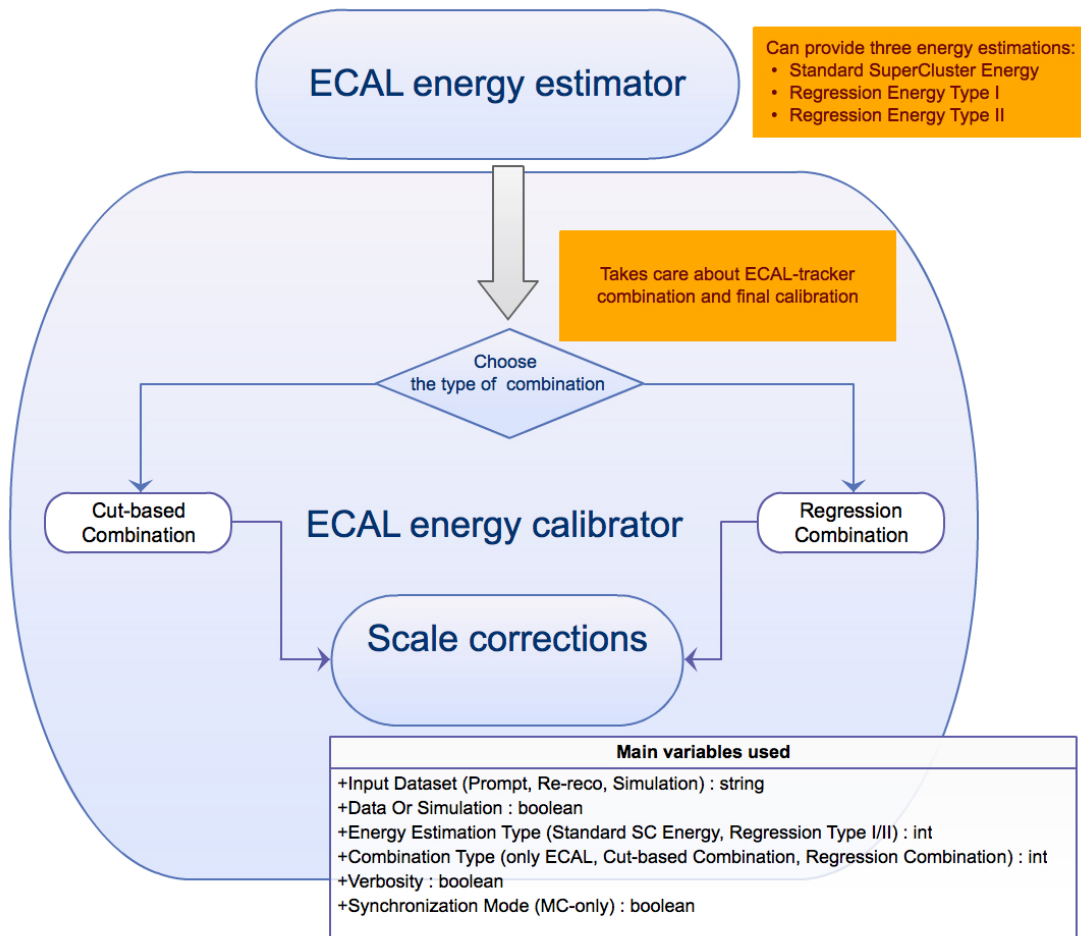 ECAL energy estimator
Can provide three energy estimations:
• Standard SuperCluster Energy
• Regression Energy Type I
• Regression Energy Type II
Takes care about ECAL-tracker
combination and final calibration
Choose
the type of combination
Cut-based
Combination
ECAL energy calibrator
Regression
Combination
Scale corrections
Main variables used
+Input Dataset (Prompt, Re-reco, Simulation) : string
+Data Or Simulation : boolean
+Energy Estimation Type (Standard SC Energy, Regression Type I/II) : int
+Combination Type (only ECAL, Cut-based Combination, Regression Combination) : int
+Verbosity : boolean
+Synchronization Mode (MC-only) : boolean